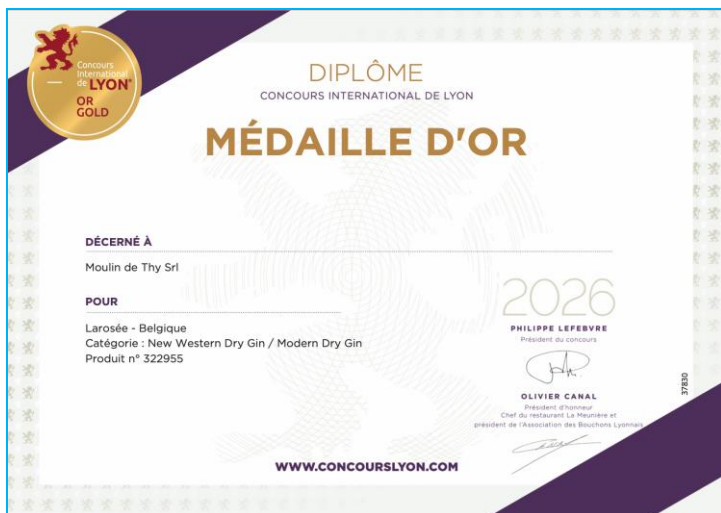 Concours
International
de LYON®
OR
GOLD
DIPLÔME
CONCOURS INTERNATIONAL DE LYON
MÉDAILLE D'OR
DÉCERNÉ À
Moulin de Thy Srl
POUR
Larosée - Belgique
Catégorie : New Western Dry Gin / Modern Dry Gin
Produit n° 322955
2026
PHILIPPE LEFEBVRE
Président du concours
OLIVIER CANAL
Président d'honneur
Chef du restaurant La Meunière et
président de l'Association des Bouchons Lyonnais
37830
WWW.CONCOURSLYON.COM